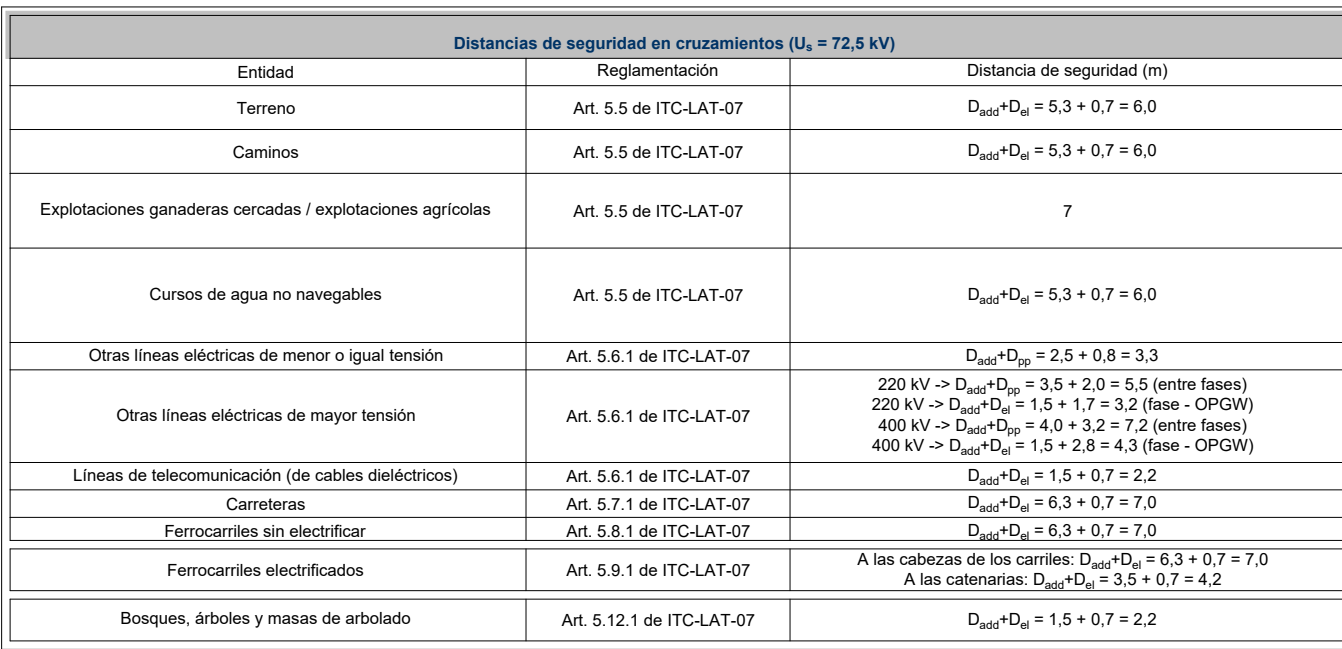 Distancias de seguridad en cruzamientos (Us = 72,5 kV)
Entidad Reglamentación Distancia de seguridad (m)
Terreno Art. 5.5 de ITC-LAT-07 Dadd+Del = 5,3 + 0,7 = 6,0
Caminos Art. 5.5 de ITC-LAT-07 Dadd+Del = 5,3 + 0,7 = 6,0
Explotaciones ganaderas cercadas / explotaciones agrícolas Art. 5.5 de ITC-LAT-07 7
Cursos de agua no navegables Art. 5.5 de ITC-LAT-07 Dadd+Del = 5,3 + 0,7 = 6,0
Otras líneas eléctricas de menor o igual tensión Art. 5.6.1 de ITC-LAT-07 Dadd+Dpp = 2,5 + 0,8 = 3,3
Otras líneas eléctricas de mayor tensión Art. 5.6.1 de ITC-LAT-07
220 kV -> Dadd+Dpp = 3,5 + 2,0 = 5,5 (entre fases)
220 kV -> Dadd+Del = 1,5 + 1,7 = 3,2 (fase - OPGW)
400 kV -> Dadd+Dpp = 4,0 + 3,2 = 7,2 (entre fases)
400 kV -> Dadd+Del = 1,5 + 2,8 = 4,3 (fase - OPGW)
Líneas de telecomunicación (de cables dieléctricos) Art. 5.6.1 de ITC-LAT-07 Dadd+Del = 1,5 + 0,7 = 2,2
Carreteras Art. 5.7.1 de ITC-LAT-07 Dadd+Del = 6,3 + 0,7 = 7,0
Ferrocarriles sin electrificar Art. 5.8.1 de ITC-LAT-07 Dadd+Del = 6,3 + 0,7 = 7,0
Ferrocarriles electrificados Art. 5.9.1 de ITC-LAT-07
A las cabezas de los carriles: Dadd+Del = 6,3 + 0,7 = 7,0
A las catenarias: Dadd+Del = 3,5 + 0,7 = 4,2
Bosques, árboles y masas de arbolado Art. 5.12.1 de ITC-LAT-07 Dadd+Del = 1,5 + 0,7 = 2,2